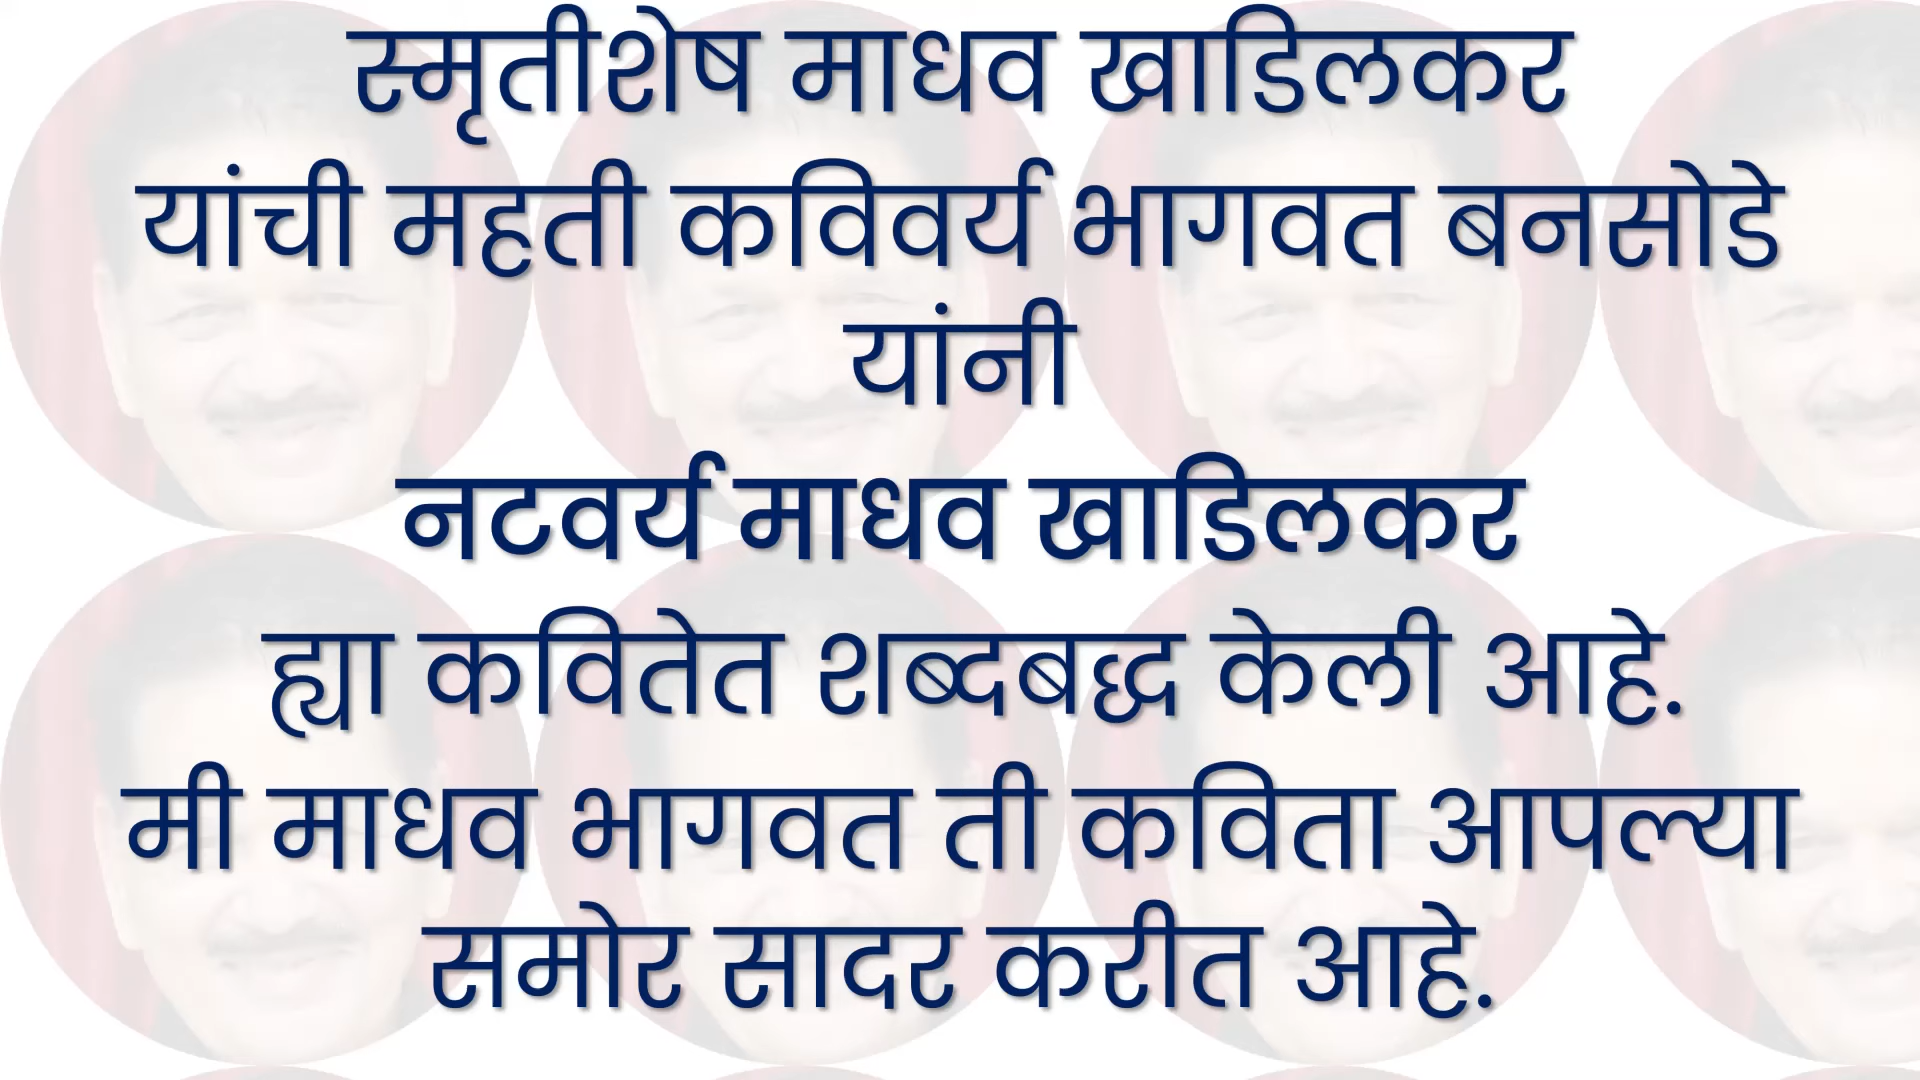 स्मृतीशेष माधव खाडिलकर
यांची महती कविवर्य भागवत बनसोडे
यांनी
नटवर्य माधव खाडिलकर
ह्या कवितेत शब्दबद्ध केली आहे.
मी माधव भागवत ती कविता आपल्या
समोर सादर करीत आहे.